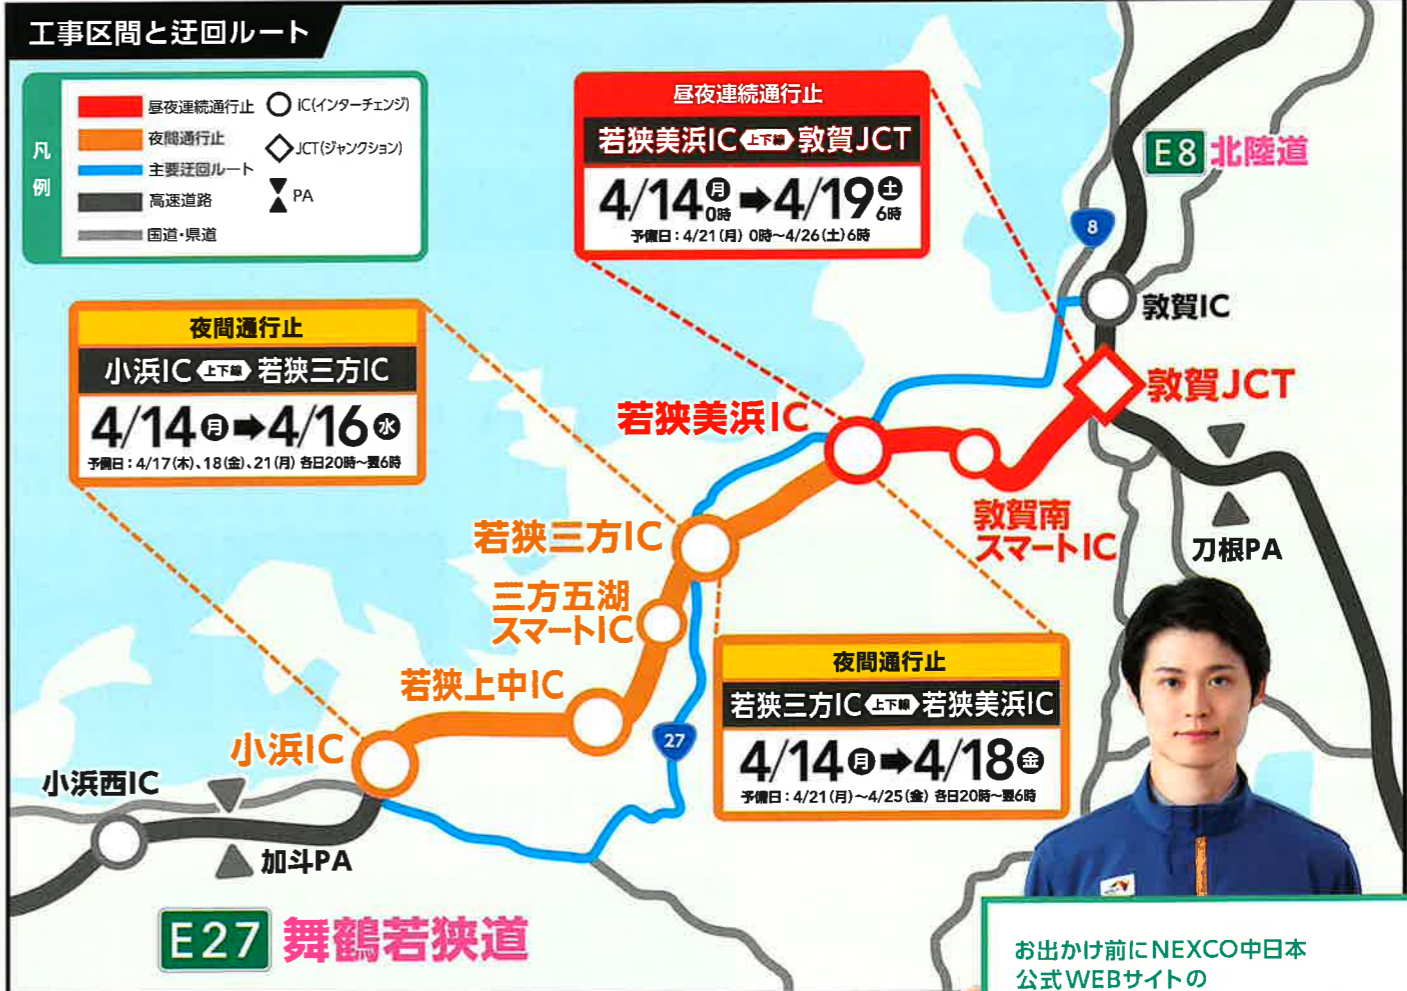 工事区間と迂回ルート
凡例
昼夜連続通行止
夜間通行止
主要迂回ルート
高速道路
国道・県道
IC(インターチェンジ)
JCT(ジャンクション)
PA
昼夜連続通行止
若狭美浜IC 上下線 敦賀JCT
4/14月0時➡4/19土6時
予備日：4/21(月) 0時～4/26(土)6時
E8 北陸道
8
敦賀IC
夜間通行止
小浜IC 上下線 若狭三方IC
4/14月➡4/16水
予備日：4/17(木)、18(金)、21(月) 各日20時～翌6時
敦賀JCT
若狭美浜IC
敦賀南
スマートIC
刀根PA
若狭三方IC
三方五湖
スマートIC
若狭上中IC
夜間通行止
若狭三方IC 上下線 若狭美浜IC
4/14月➡4/18金
予備日：4/21(月)～4/25(金) 各日20時～翌6時
27
小浜IC
小浜西IC
加斗PA
E27 舞鶴若狭道
お出かけ前にNEXCO中日本
公式WEBサイトの